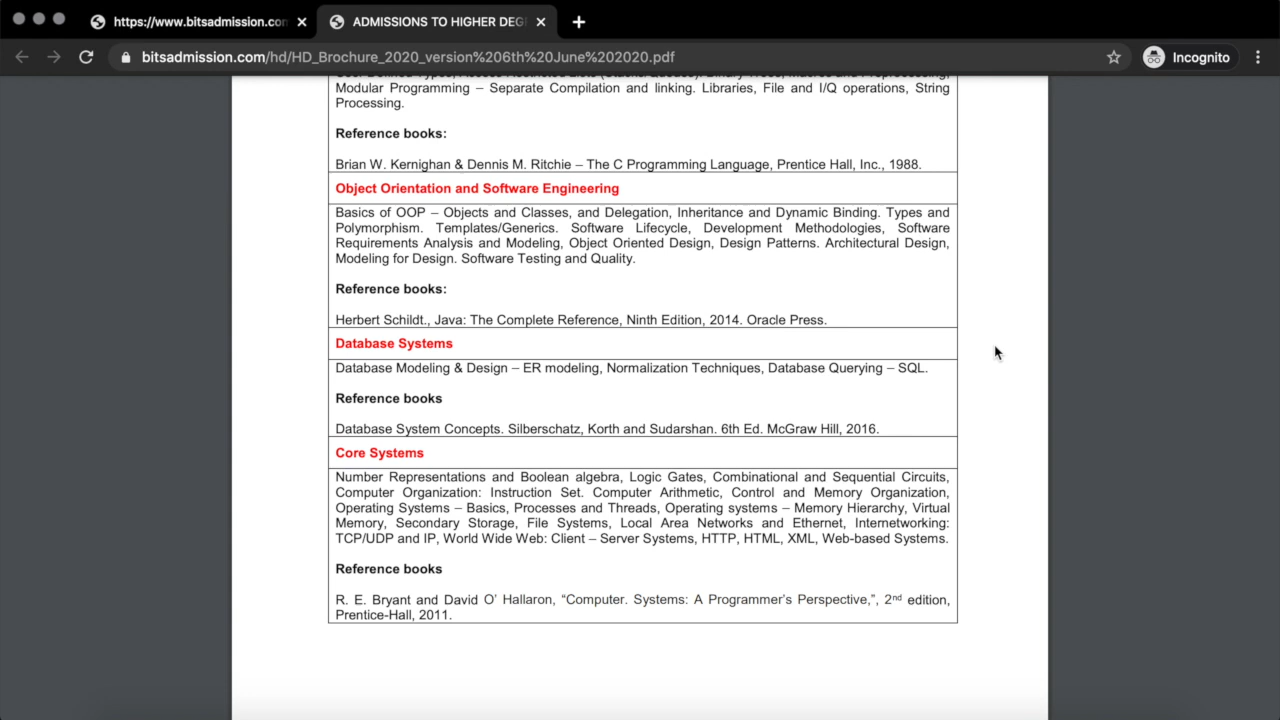 https://www.bitsadmission.con
ADMISSIONS TO HIGHER DEG
bitsadmission.com/hd/HD_Brochure_2020_version%206th%20June%202020.pdf
Incognito
Modular Programming – Separate Compilation and linking. Libraries, File and I/Q operations, String
Processing.
Reference books:
Brian W. Kernighan & Dennis M. Ritchie – The C Programming Language, Prentice Hall, Inc., 1988.
Object Orientation and Software Engineering
Basics of OOP – Objects and Classes, and Delegation, Inheritance and Dynamic Binding. Types and
Polymorphism. Templates/Generics. Software Lifecycle, Development Methodologies, Software
Requirements Analysis and Modeling, Object Oriented Design, Design Patterns. Architectural Design,
Modeling for Design. Software Testing and Quality.
Reference books:
Herbert Schildt., Java: The Complete Reference, Ninth Edition, 2014. Oracle Press.
Database Systems
Database Modeling & Design – ER modeling, Normalization Techniques, Database Querying – SQL.
Reference books
Database System Concepts. Silberschatz, Korth and Sudarshan. 6th Ed. McGraw Hill, 2016.
Core Systems
Number Representations and Boolean algebra, Logic Gates, Combinational and Sequential Circuits,
Computer Organization: Instruction Set. Computer Arithmetic, Control and Memory Organization,
Operating Systems – Basics, Processes and Threads, Operating systems – Memory Hierarchy, Virtual
Memory, Secondary Storage, File Systems, Local Area Networks and Ethernet, Internetworking:
TCP/UDP and IP, World Wide Web: Client – Server Systems, HTTP, HTML, XML, Web-based Systems.
Reference books
R. E. Bryant and David O' Hallaron, “Computer. Systems: A Programmer's Perspective,”, 2nd edition,
Prentice-Hall, 2011.